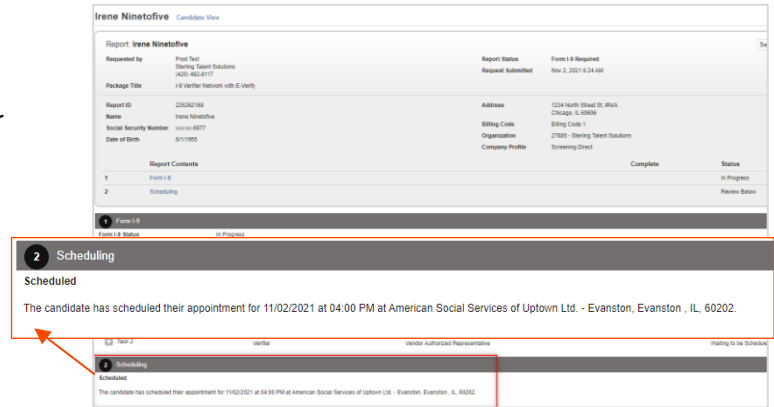 Irene Ninetofive Candidate View
Report Irene Ninetofive Se
Requested by Prod Test Report Status Form I-9 Required
Sterling Talent Solutions Request Submitted Nov 2, 2021 6:24 AM
(425) 492-8117
Package Title I-9 Verifier Network with E-Verify
Report ID 225262169 Address 1234 North Street St. #N/A
Name Irene Ninetofive Chicago, IL 60606
Social Security Number xxx-xx-6877 Billing Code Billing Code 1
Date of Birth 6/1/1955 Organization 27685 - Sterling Talent Solutions
Company Profile Screening Direct
Report Contents Complete Status
1 Form I-9 In Progress
2 Scheduling Review Below
1 Form I-9
Form I-9 Status In Progress
2 Scheduling
Scheduled
The candidate has scheduled their appointment for 11/02/2021 at 04:00 PM at American Social Services of Uptown Ltd. - Evanston, Evanston , IL, 60202.
Task 2 Verifier Vendor Authorized Representative Waiting to be Schedule
2 Scheduling
Scheduled
The candidate has scheduled their appointment for 11/02/2021 at 04:00 PM at American Social Services of Uptown Ltd. - Evanston, Evanston , IL, 60202.